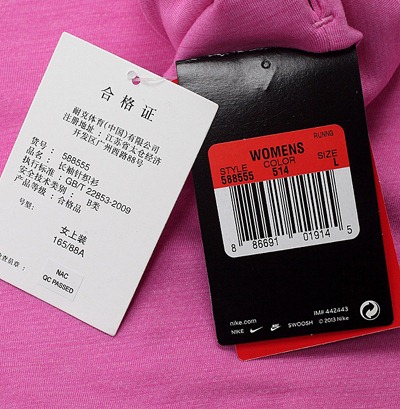 合格证
耐克体育(中国)有限公司
注册地址：江苏省太仓经济
开发区广州西路88号
货号： 588555
品名： 长袖针织衫
执行标准：GB/T 22853-2009
安全技术类别： B类
产品等级：合格品
号型：
女上装
165/88A
检查员章：
NAC
QC PASSED
RUNNG
WOMENS
STYLE COLOR SIZE
588555 514 L
8 86691 01914 5
IM# 442443
nike.com
NIKE SWOOSH © 2013 Nike